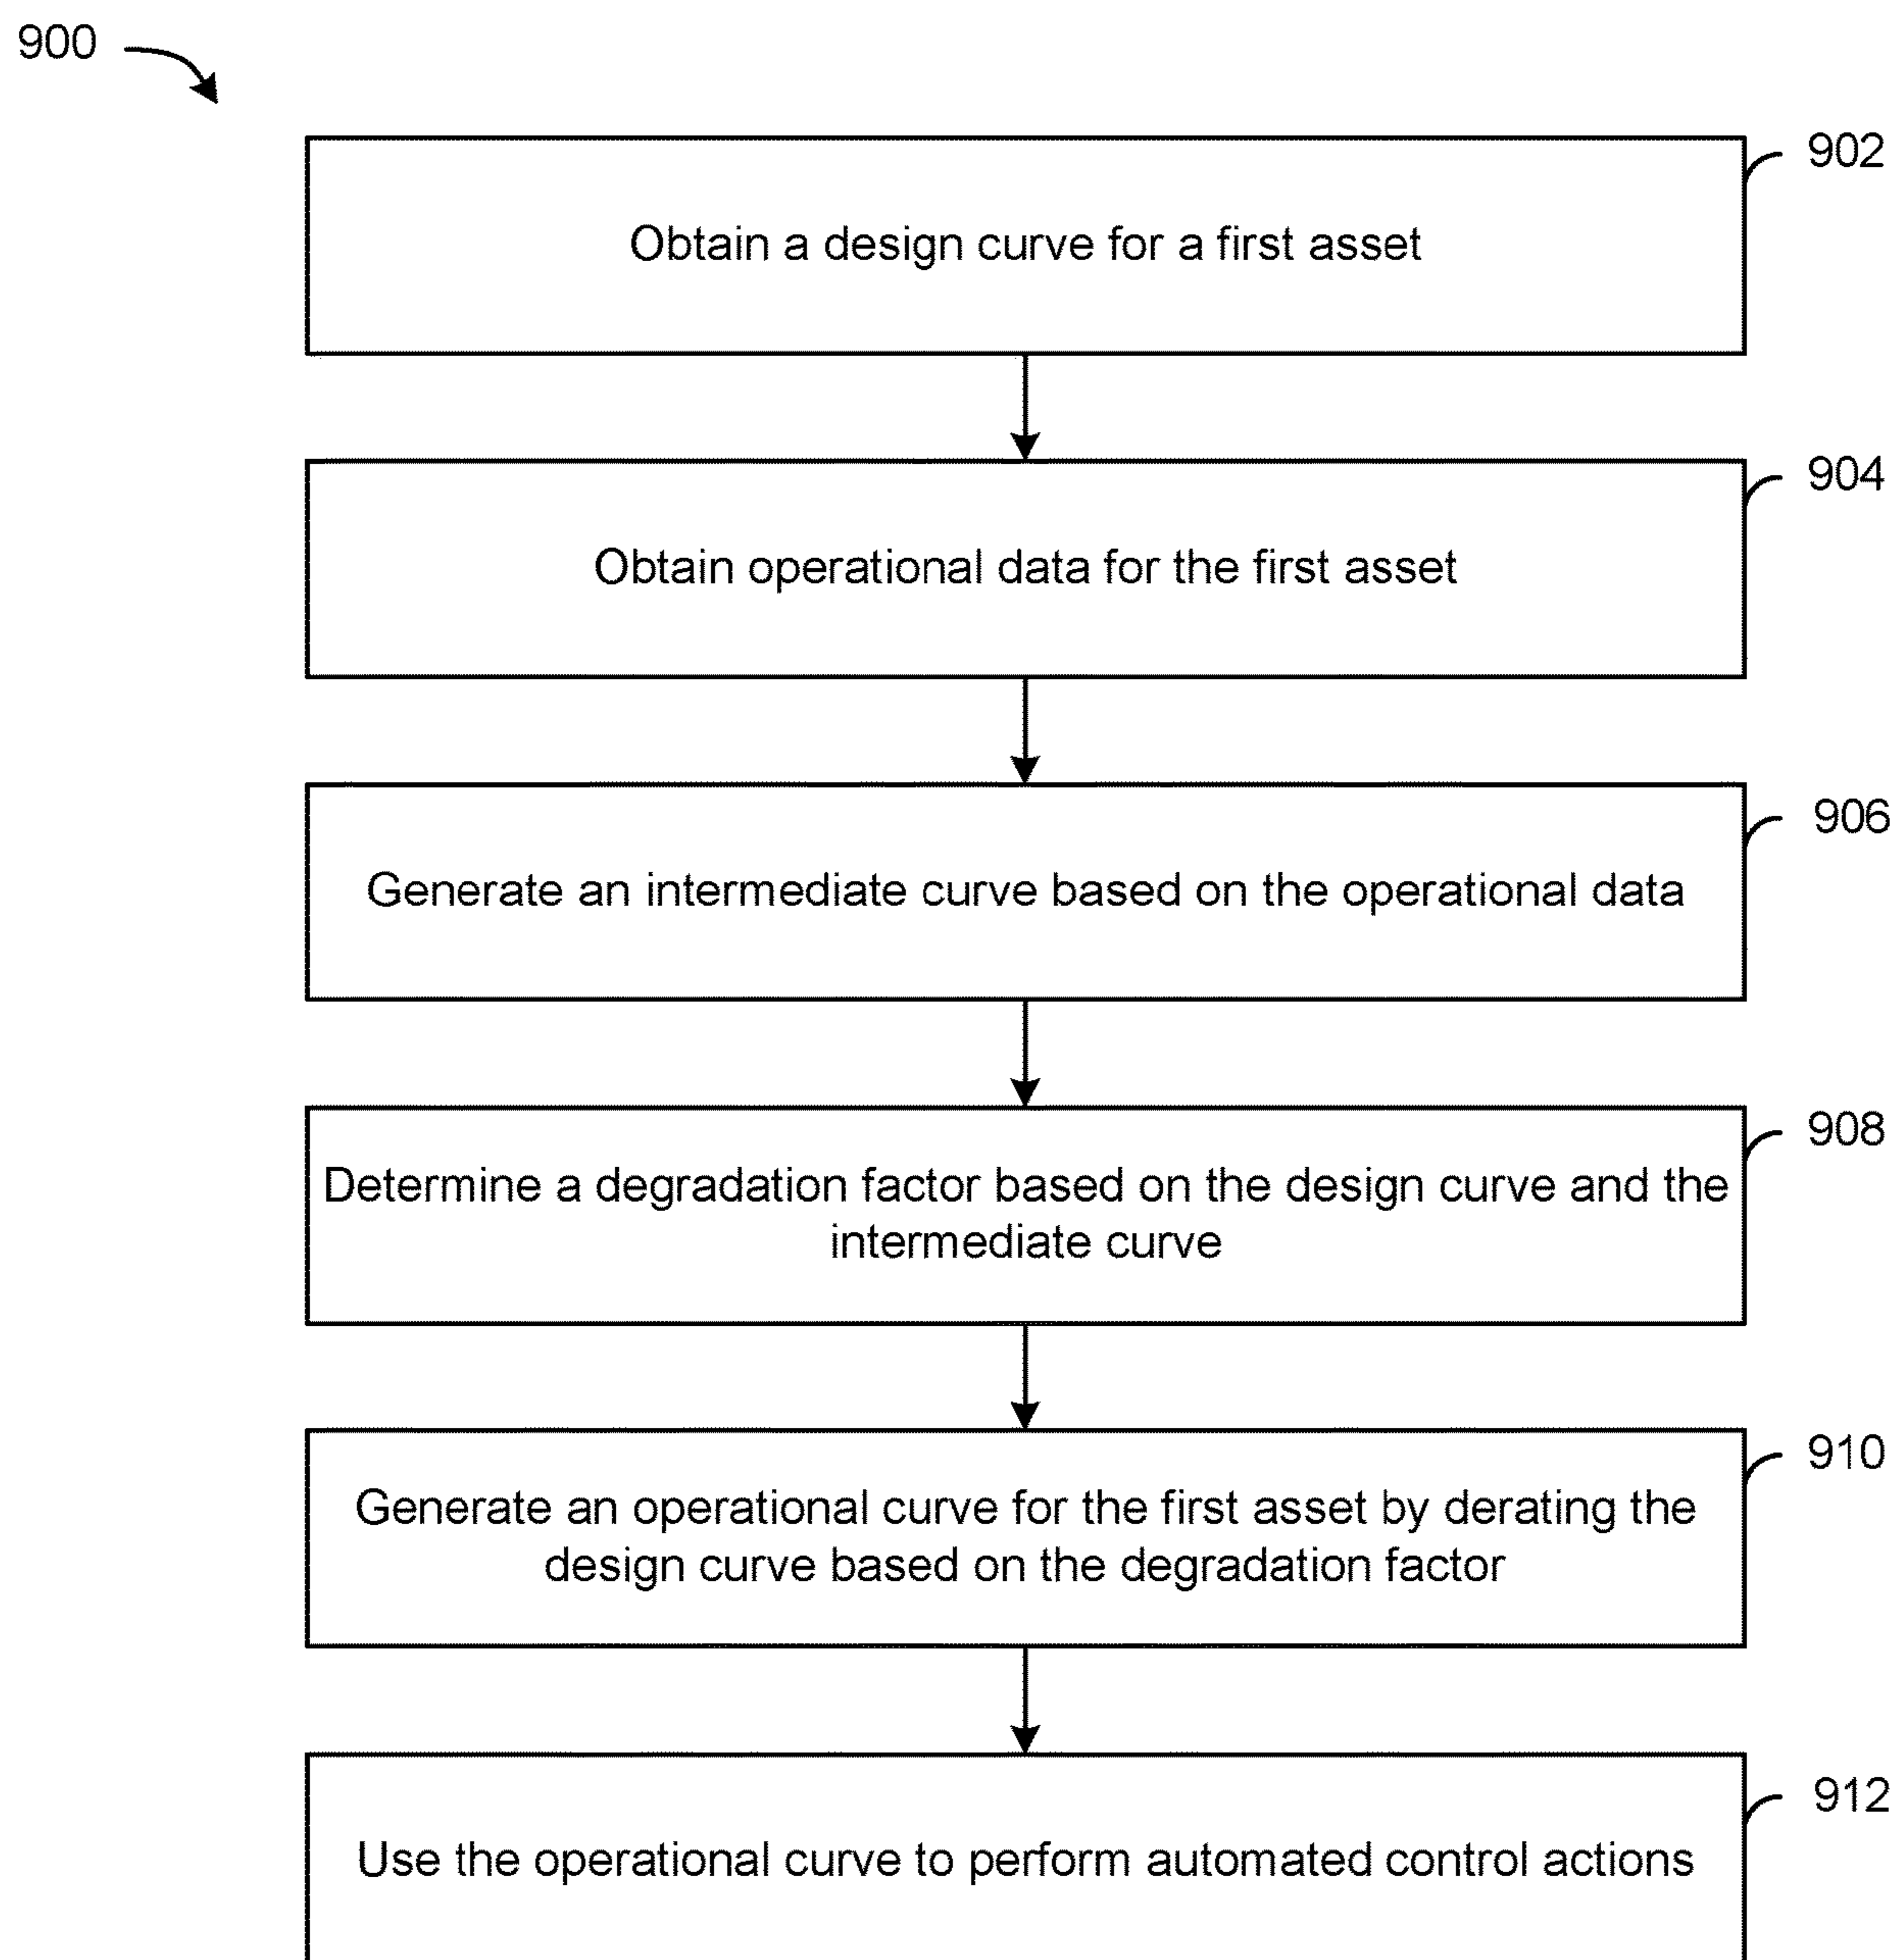 900
902
Obtain a design curve for a first asset
904
Obtain operational data for the first asset
906
Generate an intermediate curve based on the operational data
908
Determine a degradation factor based on the design curve and the
intermediate curve
910
Generate an operational curve for the first asset by derating the
design curve based on the degradation factor
912
Use the operational curve to perform automated control actions